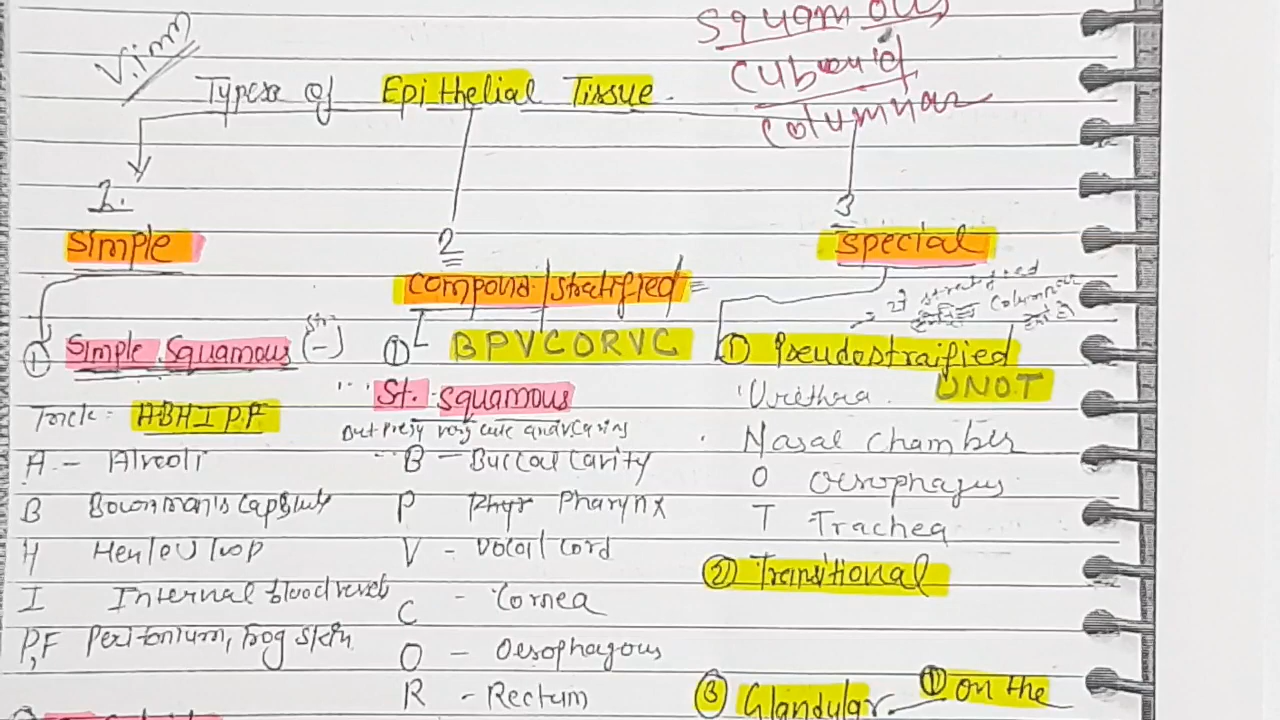 V.imp
Squamous
Cuboid
Columnar
Types of Epithelial Tissue.
1.
Simple
2
compound/stratified
3
special
① Simple Squamous (-)
Trick- ABHIPF
A - Alveoli
B Bowman's capsule
H Henle's loop
I Internal blood vessels
P,F Peritonium, frog skin
① BPVCORVC
St. squamous
B - Buccal cavity
P Pharynx
V - Vocal cord
C - Cornea
O - Oesophagous
R - Rectum
① Pseudostraified
UNOT
Urethra.
Nasal chamber
O Oesophagus
T Trachea
② Transitional
③ Glandular ① on the